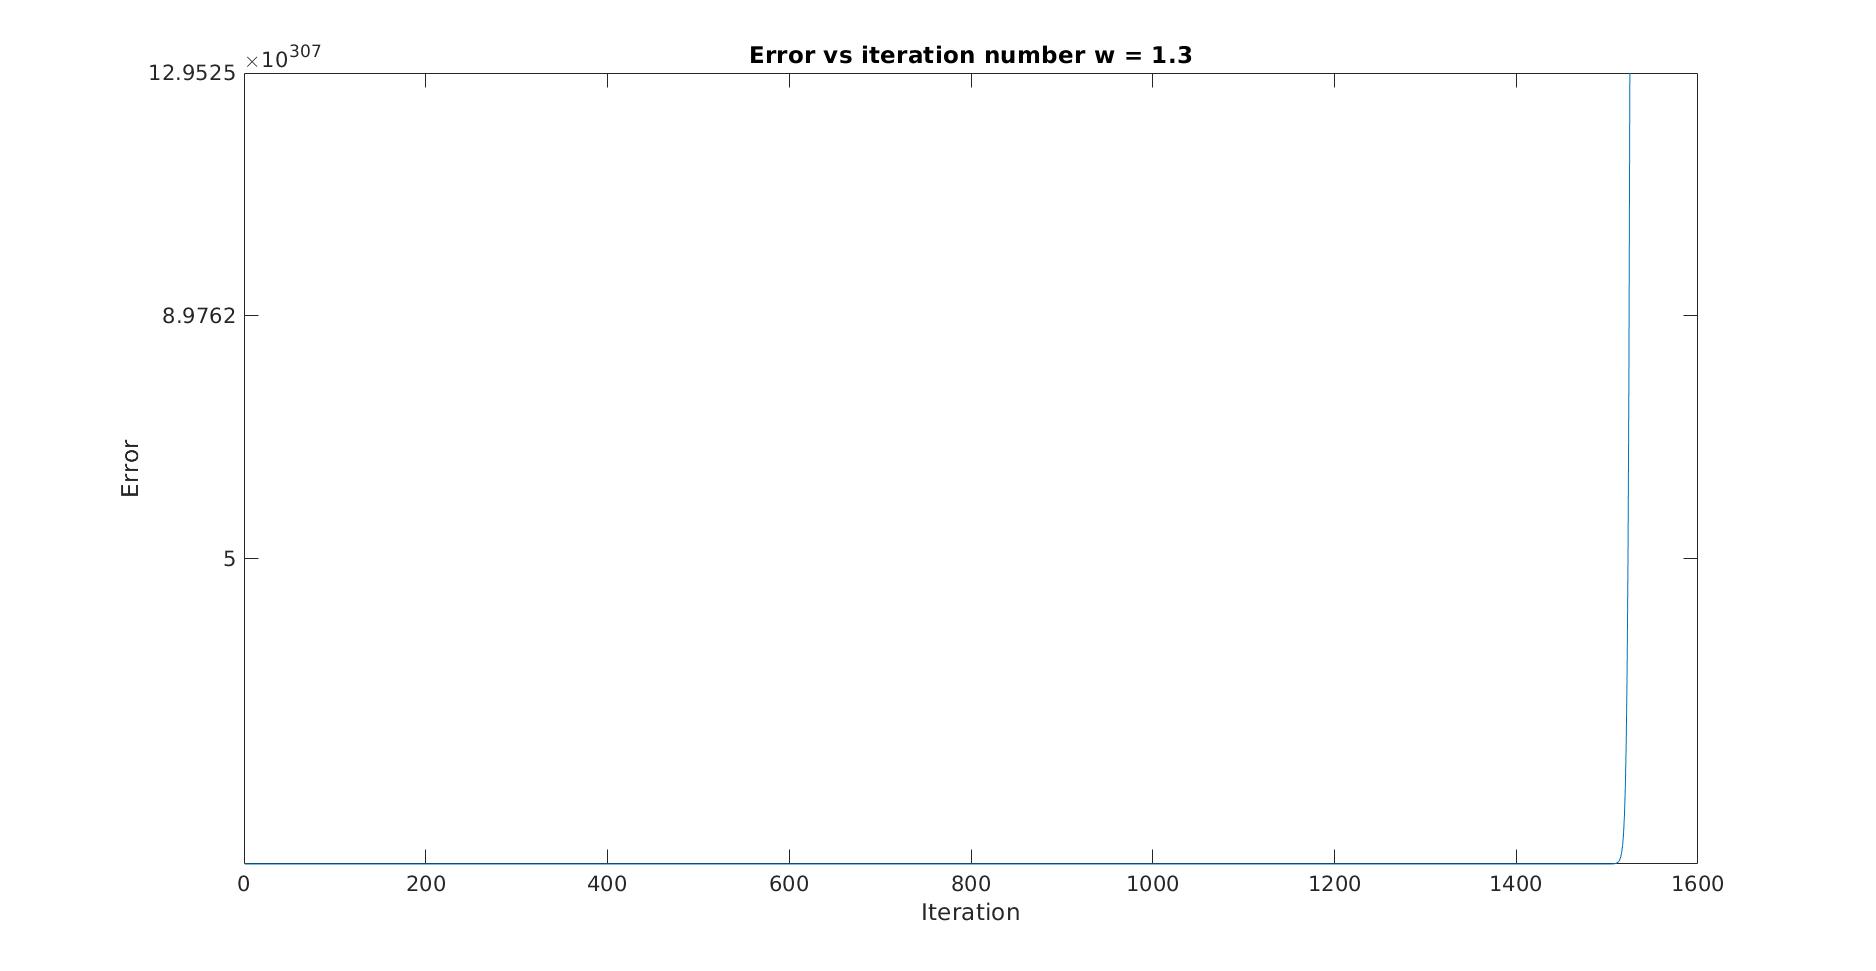 Error vs iteration number w = 1.3
×10^307
12.9525
8.9762
5
Error
0 200 400 600 800 1000 1200 1400 1600
Iteration